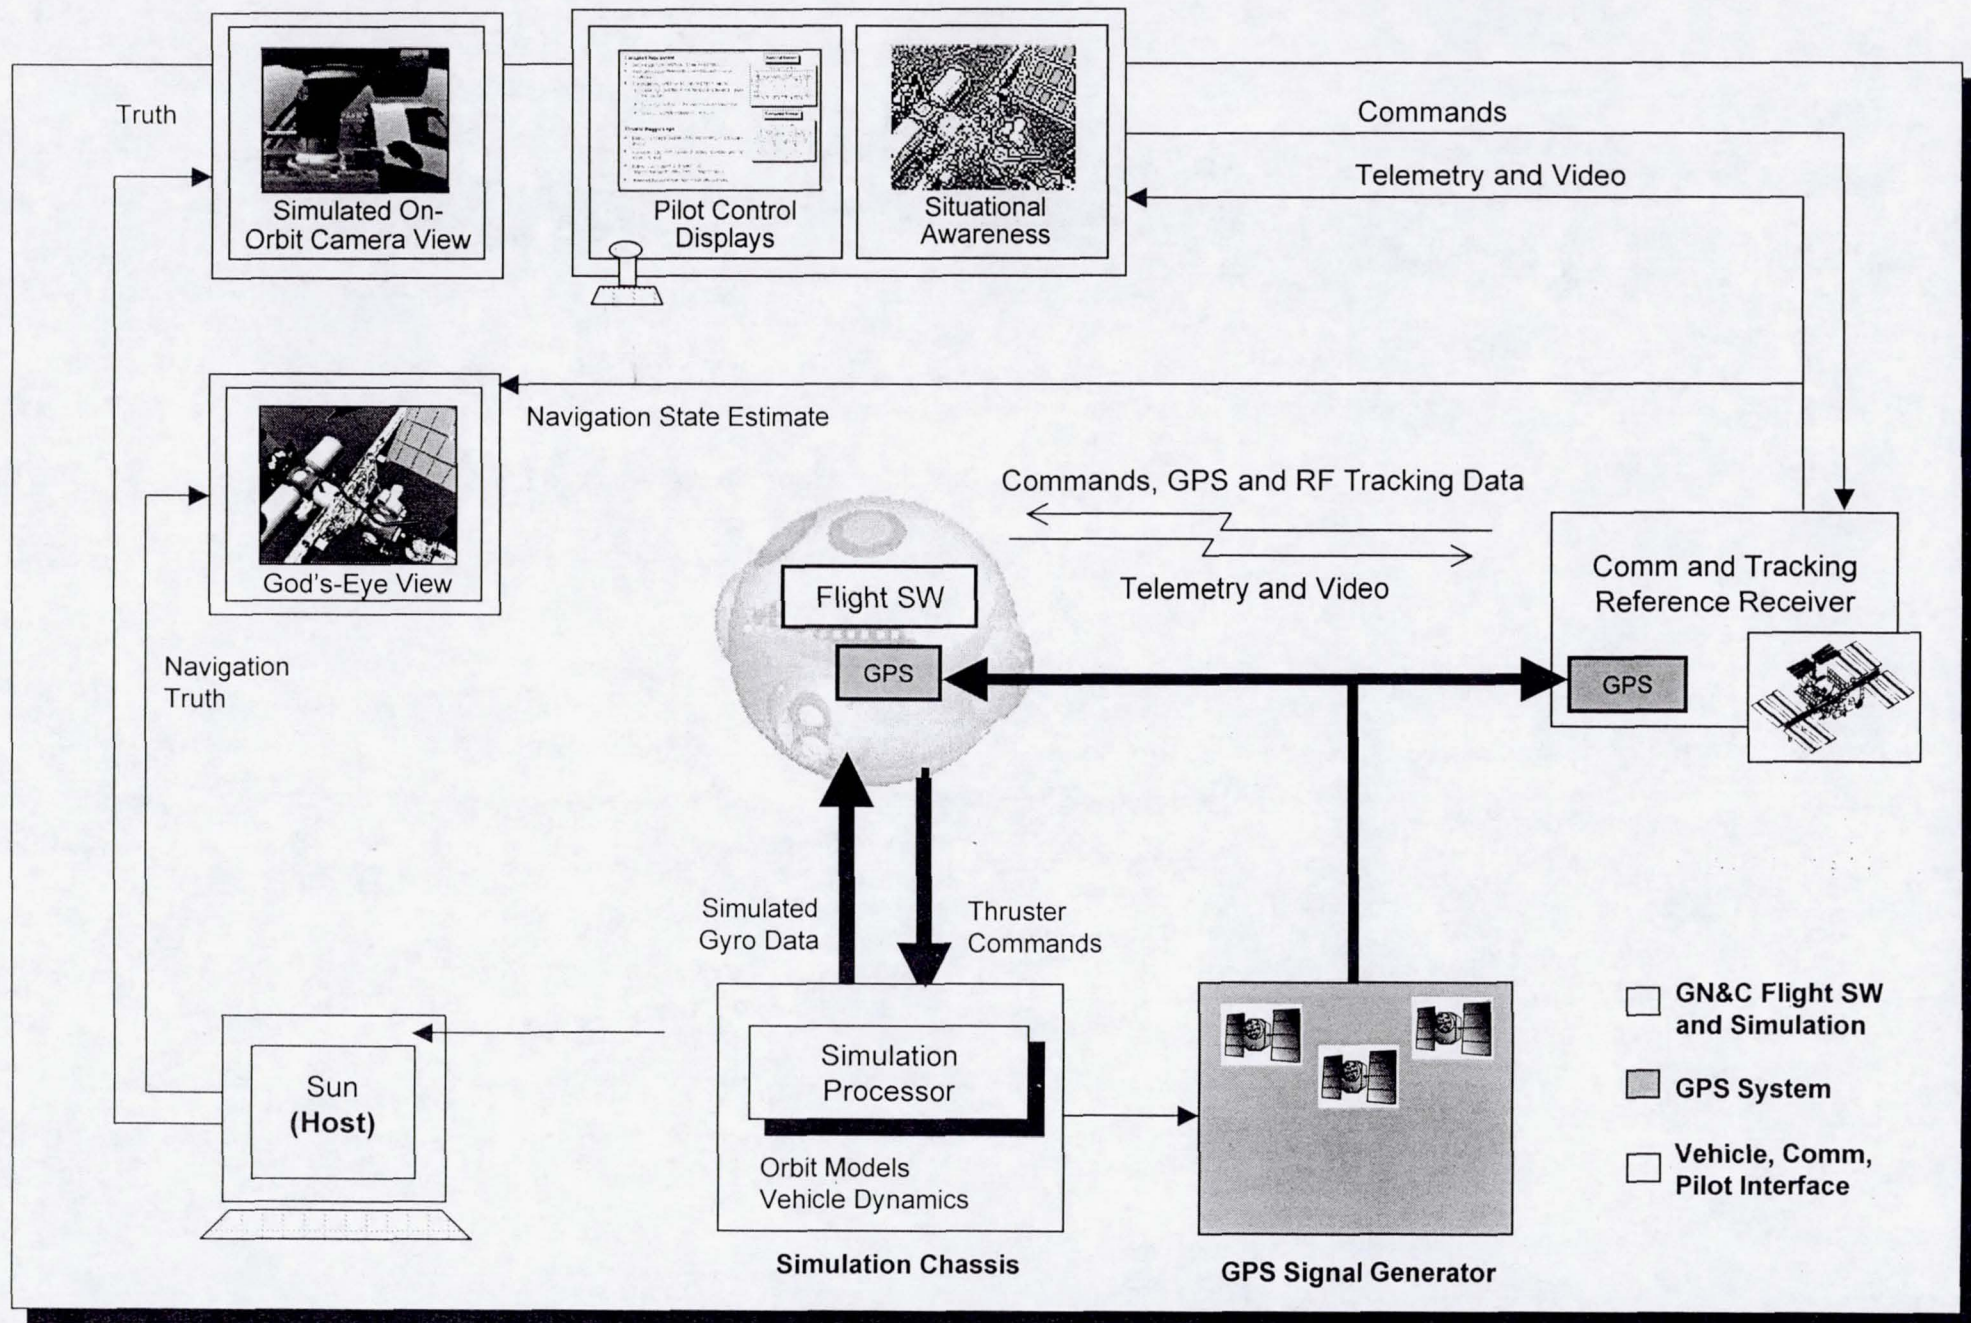 Truth
Simulated On-
Orbit Camera View
Pilot Control
Displays
Situational
Awareness
Commands
Telemetry and Video
Navigation State Estimate
God's-Eye View
Navigation
Truth
Commands, GPS and RF Tracking Data
Telemetry and Video
Flight SW
GPS
Comm and Tracking
Reference Receiver
GPS
Simulated
Gyro Data
Thruster
Commands
Sun
(Host)
Simulation
Processor
Orbit Models
Vehicle Dynamics
Simulation Chassis
GPS Signal Generator
GN&C Flight SW
and Simulation
GPS System
Vehicle, Comm,
Pilot Interface